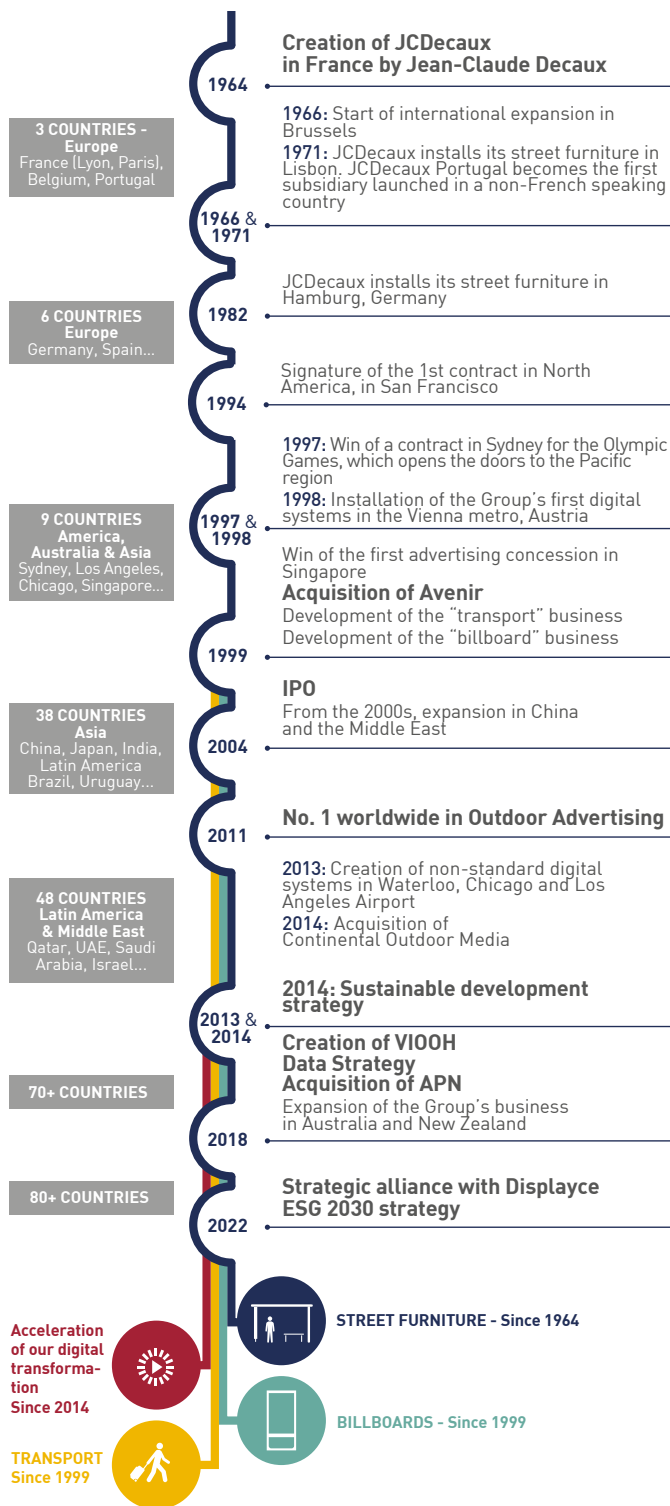 Creation of JCDecaux
in France by Jean-Claude Decaux
1964
1966: Start of international expansion in
Brussels
1971: JCDecaux installs its street furniture in
Lisbon. JCDecaux Portugal becomes the first
subsidiary launched in a non-French speaking
country
3 COUNTRIES -
Europe
France (Lyon, Paris),
Belgium, Portugal
1966 &
1971
JCDecaux installs its street furniture in
Hamburg, Germany
1982
6 COUNTRIES
Europe
Germany, Spain...
Signature of the 1st contract in North
America, in San Francisco
1994
1997: Win of a contract in Sydney for the Olympic
Games, which opens the doors to the Pacific
region
1998: Installation of the Group's first digital
systems in the Vienna metro, Austria
1997 &
1998
9 COUNTRIES
America,
Australia & Asia
Sydney, Los Angeles,
Chicago, Singapore...
Win of the first advertising concession in
Singapore
Acquisition of Avenir
Development of the “transport” business
Development of the “billboard” business
1999
IPO
From the 2000s, expansion in China
and the Middle East
38 COUNTRIES
Asia
China, Japan, India,
Latin America
Brazil, Uruguay...
2004
No. 1 worldwide in Outdoor Advertising
2011
2013: Creation of non-standard digital
systems in Waterloo, Chicago and Los
Angeles Airport
2014: Acquisition of
Continental Outdoor Media
48 COUNTRIES
Latin America
& Middle East
Qatar, UAE, Saudi
Arabia, Israel...
2014: Sustainable development
strategy
2013 &
2014
Creation of VIOOH
Data Strategy
Acquisition of APN
Expansion of the Group's business
in Australia and New Zealand
70+ COUNTRIES
2018
Strategic alliance with Displayce
ESG 2030 strategy
80+ COUNTRIES
2022
STREET FURNITURE - Since 1964
Acceleration
of our digital
transforma-
tion
Since 2014
BILLBOARDS - Since 1999
TRANSPORT
Since 1999